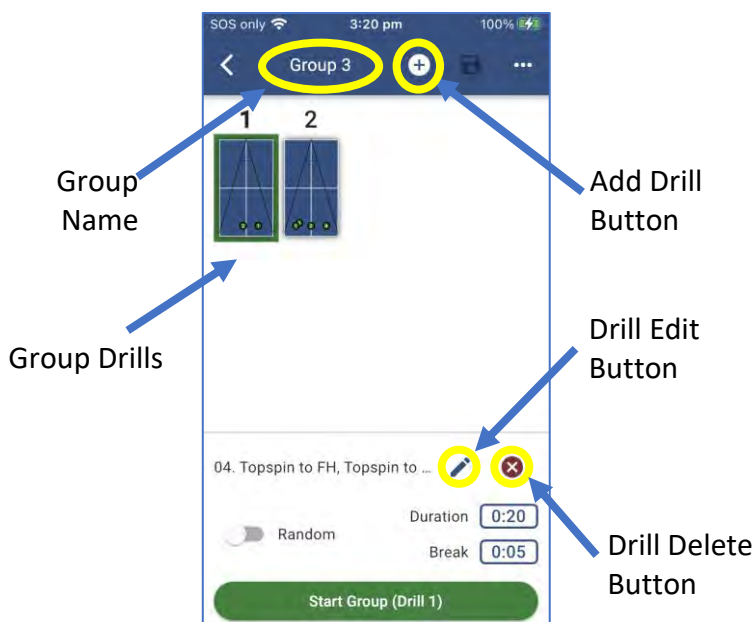 SOS only 3:20 pm 100%
Group 3
1 2
Group
Name
Add Drill
Button
Group Drills
Drill Edit
Button
04. Topspin to FH, Topspin to ...
Duration 0:20
Random
Break 0:05
Drill Delete
Button
Start Group (Drill 1)